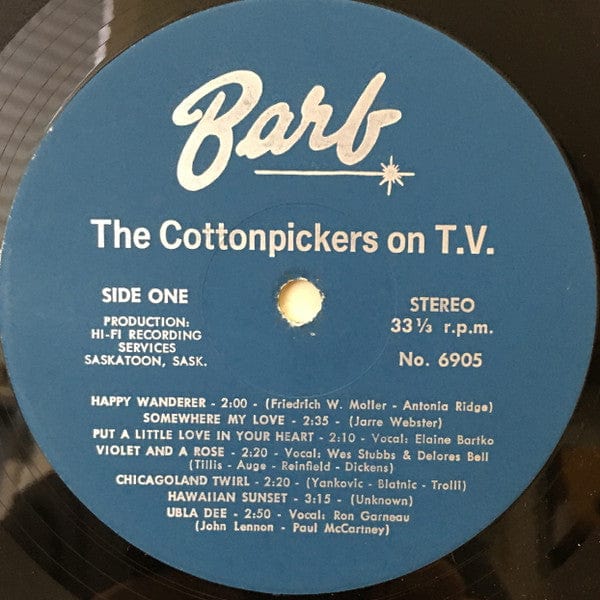 Barb
The Cottonpickers on T.V.
SIDE ONE
PRODUCTION:
HI-FI RECORDING
SERVICES
SASKATOON, SASK.
STEREO
33⅓ r.p.m.
No. 6905
HAPPY WANDERER - 2:00 - (Friedrich W. Moller - Antonia Ridge)
SOMEWHERE MY LOVE - 2:35 - (Jarre Webster)
PUT A LITTLE LOVE IN YOUR HEART - 2:10 - Vocal: Elaine Bartko
VIOLET AND A ROSE - 2:20 - Vocal: Wes Stubbs & Delores Bell
(Tillis - Auge - Reinfield - Dickens)
CHICAGOLAND TWIRL - 2:20 - (Yankovic - Blatnic - Trolli)
HAWAIIAN SUNSET - 3:15 - (Unknown)
UBLA DEE - 2:50 - Vocal: Ron Garneau
(John Lennon - Paul McCartney)